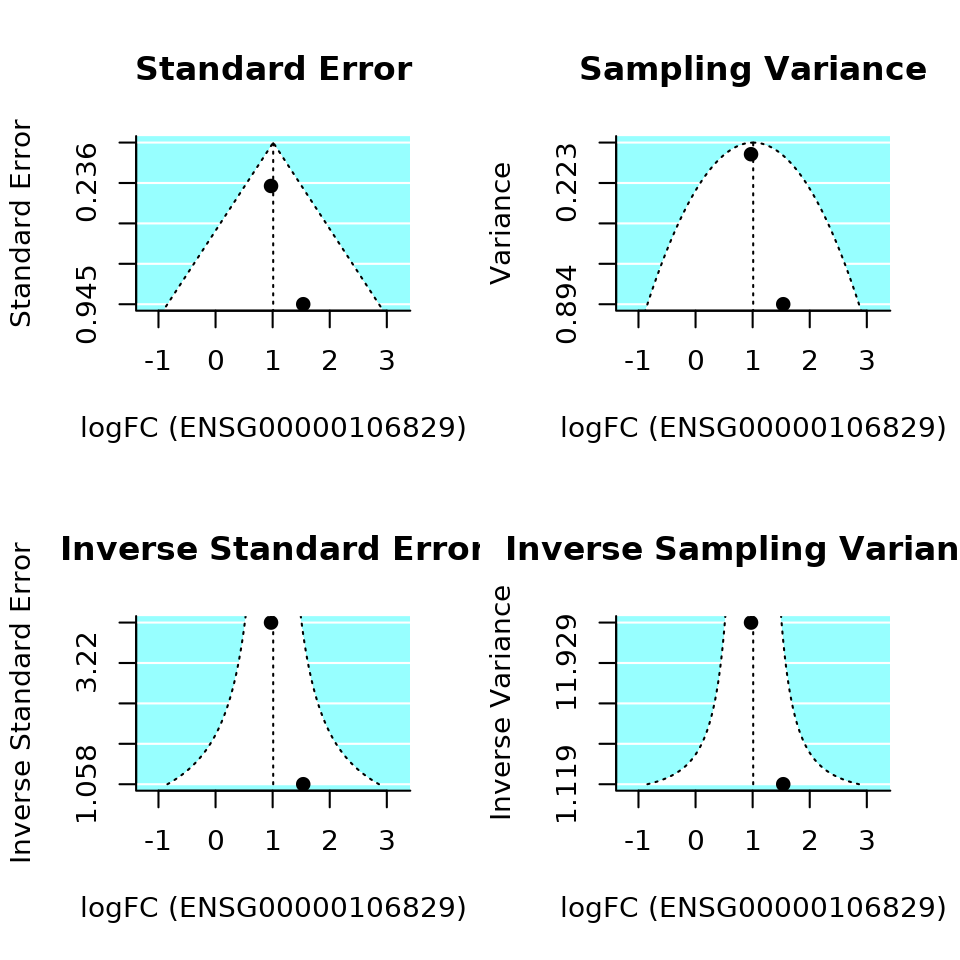 Standard Error
Standard Error
0.236
0.945
-1 0 1 2 3
logFC (ENSG00000106829)
Sampling Variance
Variance
0.223
0.894
-1 0 1 2 3
logFC (ENSG00000106829)
Inverse Standard Error
Inverse Standard Error
3.22
1.058
-1 0 1 2 3
logFC (ENSG00000106829)
Inverse Sampling Varian
Inverse Variance
11.929
1.119
-1 0 1 2 3
logFC (ENSG00000106829)